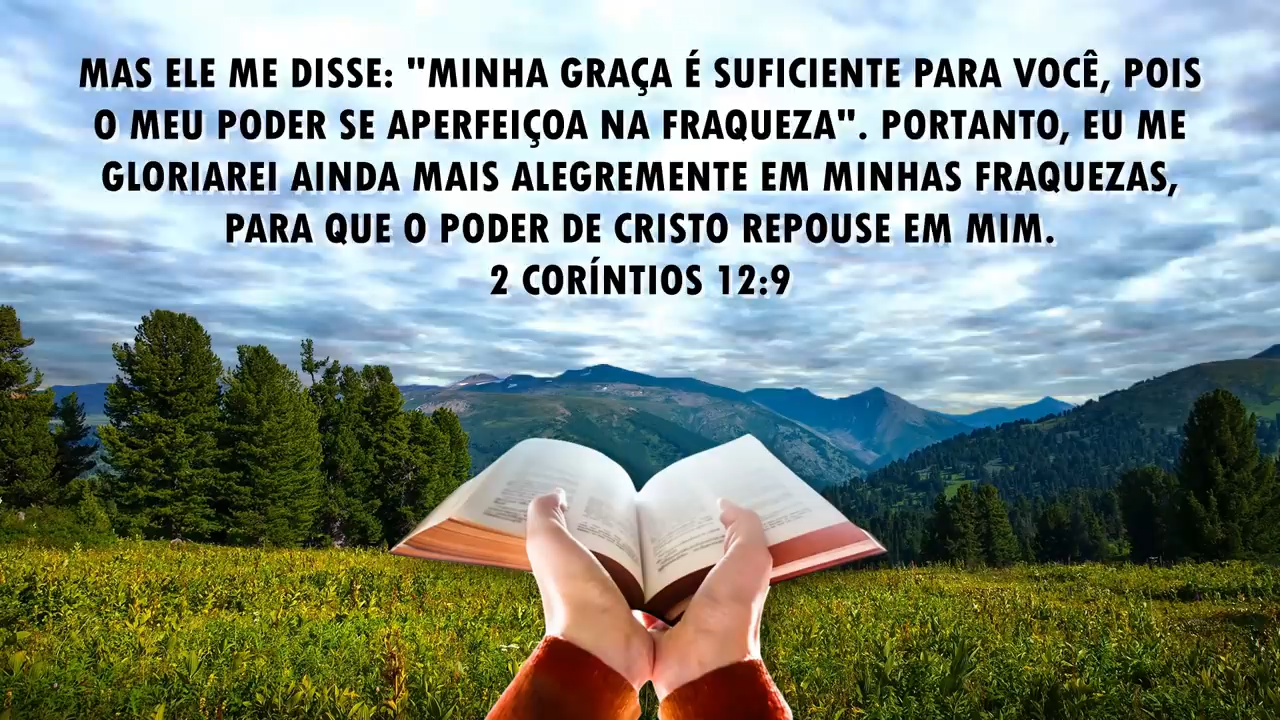 MAS ELE ME DISSE: "MINHA GRAÇA É SUFICIENTE PARA VOCÊ, POIS
O MEU PODER SE APERFEIÇOA NA FRAQUEZA". PORTANTO, EU ME
GLORIAREI AINDA MAIS ALEGREMENTE EM MINHAS FRAQUEZAS,
PARA QUE O PODER DE CRISTO REPOUSE EM MIM.
2 CORÍNTIOS 12:9